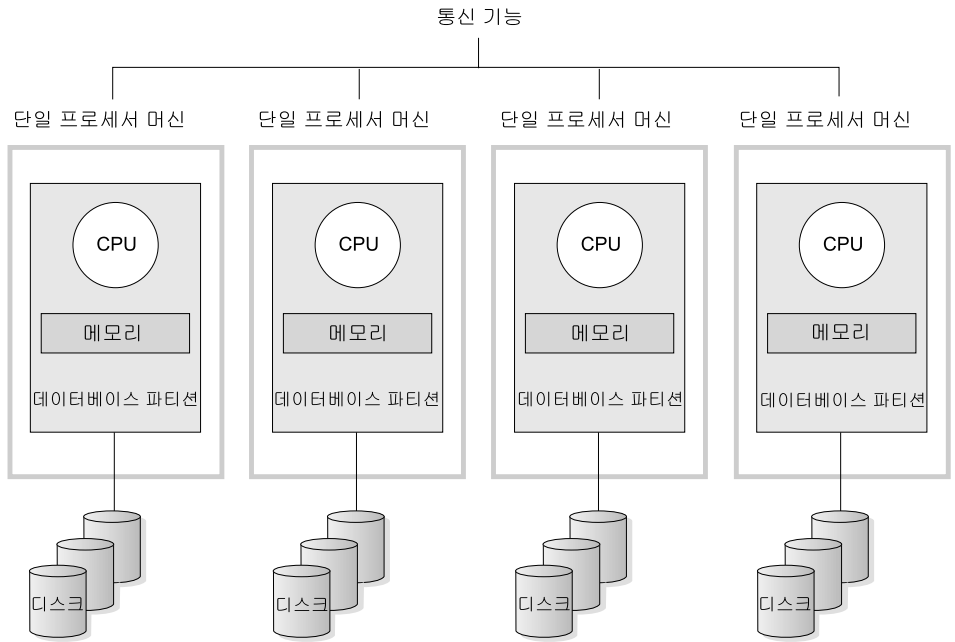 통신 기능
단일 프로세서 머신 단일 프로세서 머신 단일 프로세서 머신 단일 프로세서 머신
CPU CPU CPU CPU
메모리 메모리 메모리 메모리
데이터베이스 파티션 데이터베이스 파티션 데이터베이스 파티션 데이터베이스 파티션
디스크 디스크 디스크 디스크